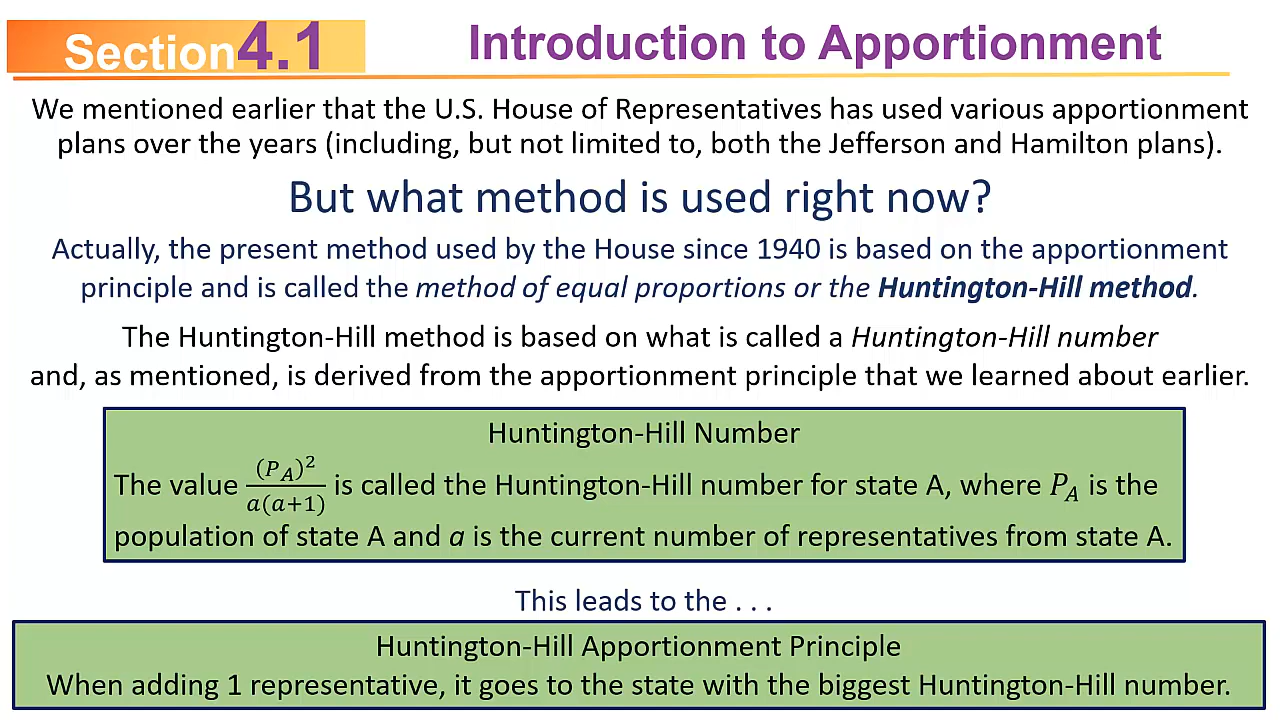 Section4.1
Introduction to Apportionment
We mentioned earlier that the U.S. House of Representatives has used various apportionment
plans over the years (including, but not limited to, both the Jefferson and Hamilton plans).
But what method is used right now?
Actually, the present method used by the House since 1940 is based on the apportionment
principle and is called the method of equal proportions or the Huntington-Hill method.
The Huntington-Hill method is based on what is called a Huntington-Hill number
and, as mentioned, is derived from the apportionment principle that we learned about earlier.
Huntington-Hill Number
The value $\frac{(P_A)^2}{a(a+1)}$ is called the Huntington-Hill number for state A, where $P_A$ is the
population of state A and a is the current number of representatives from state A.
This leads to the . . .
Huntington-Hill Apportionment Principle
When adding 1 representative, it goes to the state with the biggest Huntington-Hill number.